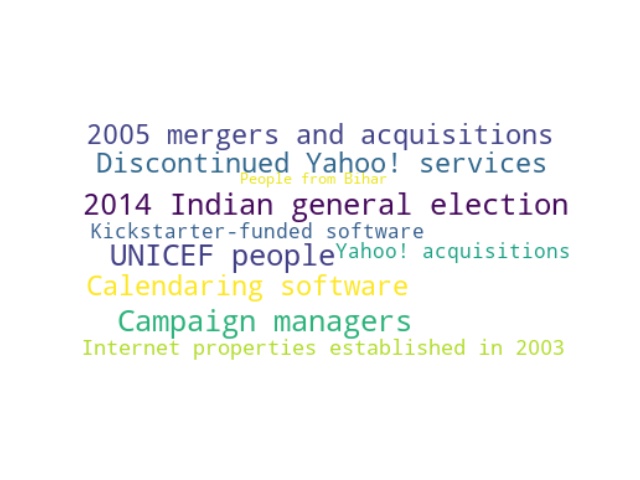 2005 mergers and acquisitions
Discontinued Yahoo! services
People from Bihar
2014 Indian general election
Kickstarter-funded software
UNICEF people
Yahoo! acquisitions
Calendaring software
Campaign managers
Internet properties established in 2003